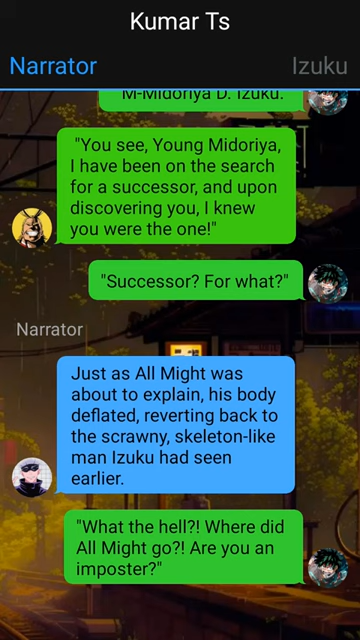 Kumar Ts
Narrator
Izuku
M-Midoriya D. Izuku.
"You see, Young Midoriya,
I have been on the search
for a successor, and upon
discovering you, I knew
you were the one!"
"Successor? For what?"
Narrator
Just as All Might was
about to explain, his body
deflated, reverting back to
the scrawny, skeleton-like
man Izuku had seen
earlier.
"What the hell?! Where did
All Might go?! Are you an
imposter?"